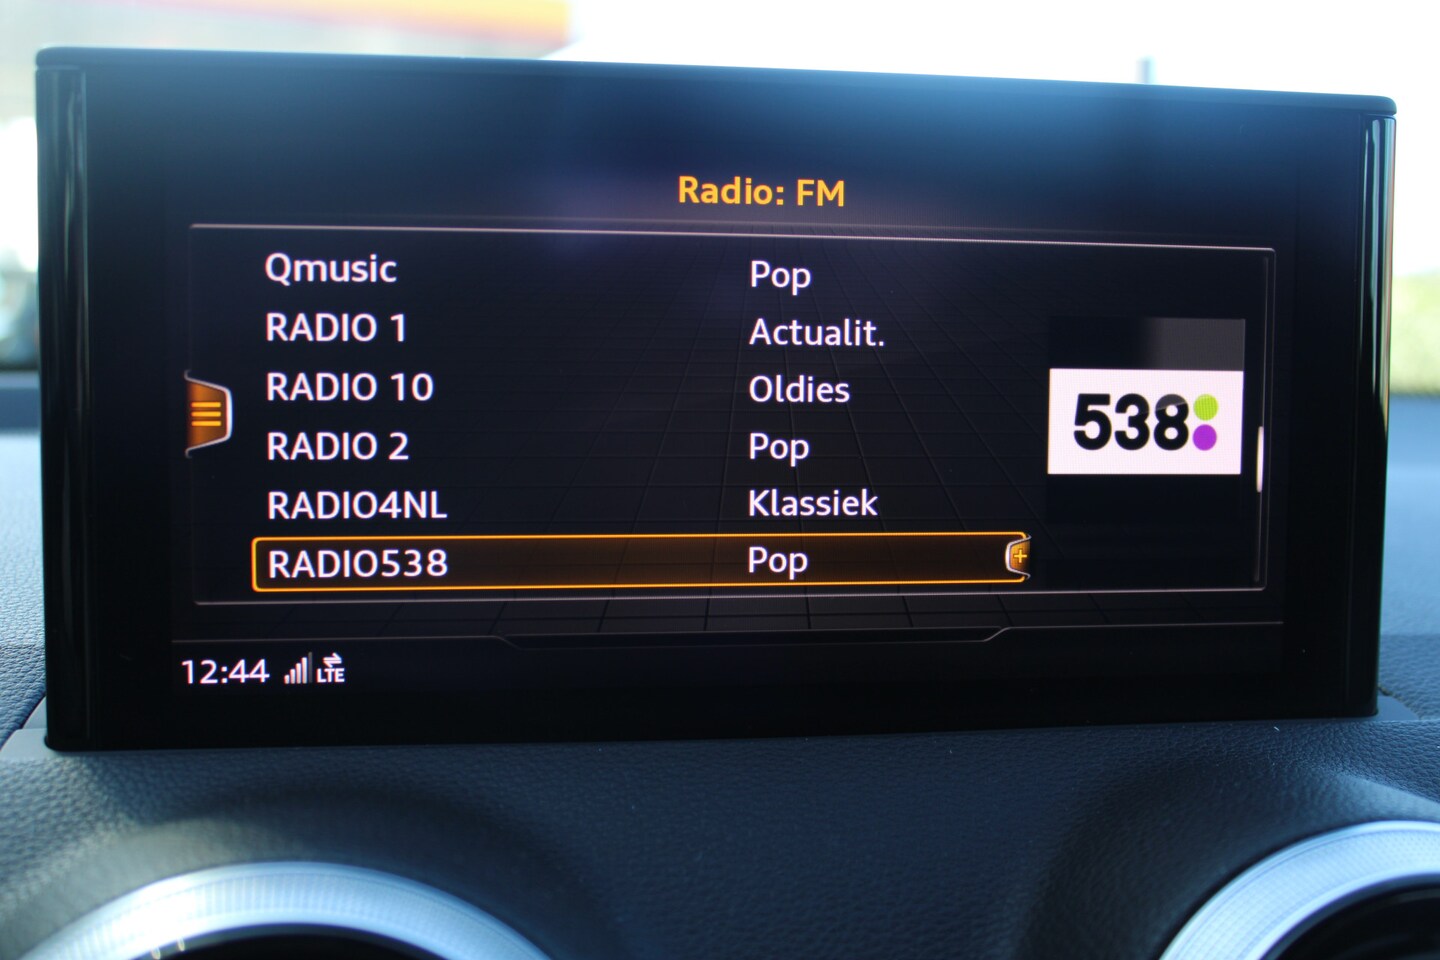 Radio: FM
Qmusic Pop
RADIO 1 Actualit.
RADIO 10 Oldies
RADIO 2 Pop
RADIO4NL Klassiek
RADIO538 Pop
538
12:44 LTE